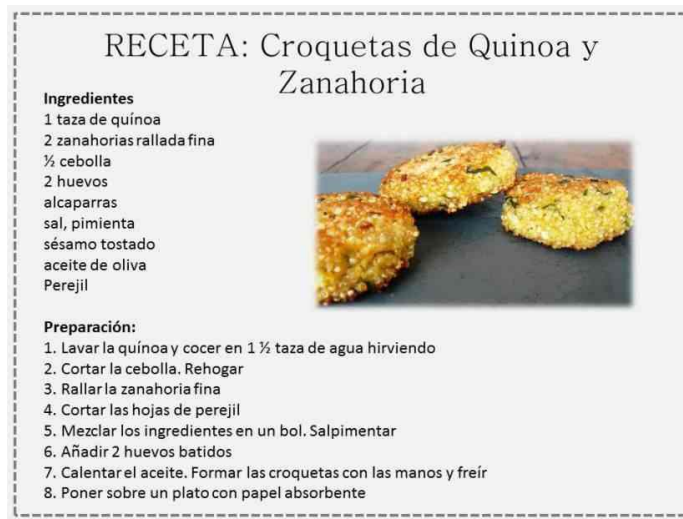 RECETA: Croquetas de Quinoa y
Zanahoria
Ingredientes
1 taza de quínoa
2 zanahorias rallada fina
½ cebolla
2 huevos
alcaparras
sal, pimienta
sésamo tostado
aceite de oliva
Perejil
Preparación:
1. Lavar la quínoa y cocer en 1 ½ taza de agua hirviendo
2. Cortar la cebolla. Rehogar
3. Rallar la zanahoria fina
4. Cortar las hojas de perejil
5. Mezclar los ingredientes en un bol. Salpimentar
6. Añadir 2 huevos batidos
7. Calentar el aceite. Formar las croquetas con las manos y freír
8. Poner sobre un plato con papel absorbente